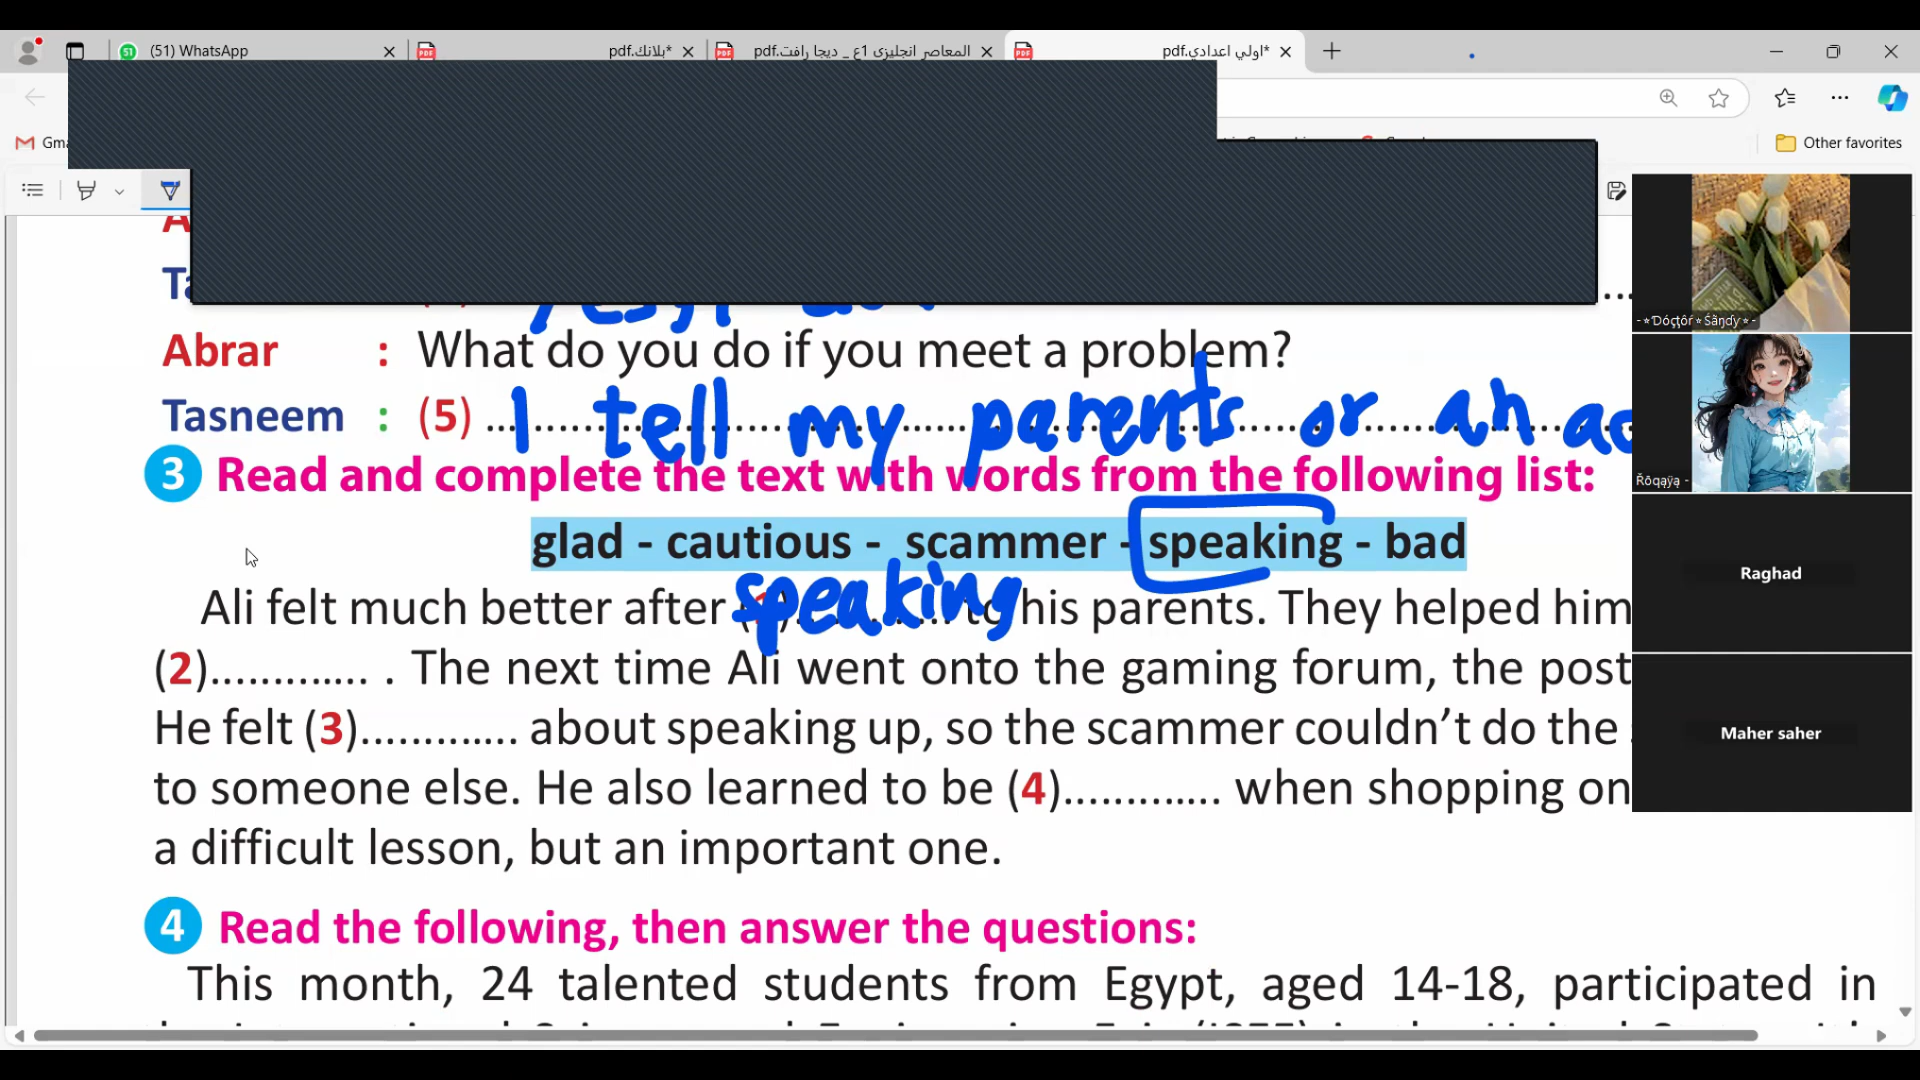 (51) WhatsApp
*بلانك.pdf
المعاصر انجليزى 1ع _ ديجا رافت.pdf
*اولي اعدادي.pdf
Other favorites
Abrar : What do you do if you meet a problem?
Tasneem : (5) I tell my parents or an
3 Read and complete the text with words from the following list:
glad - cautious - scammer - speaking - bad
speaking
Ali felt much better after (1) to his parents. They helped him
(2)............. . The next time Ali went onto the gaming forum, the post
He felt (3)............. about speaking up, so the scammer couldn’t do the
to someone else. He also learned to be (4)............. when shopping on
a difficult lesson, but an important one.
4 Read the following, then answer the questions:
This month, 24 talented students from Egypt, aged 14-18, participated in
Raghad
Maher saher